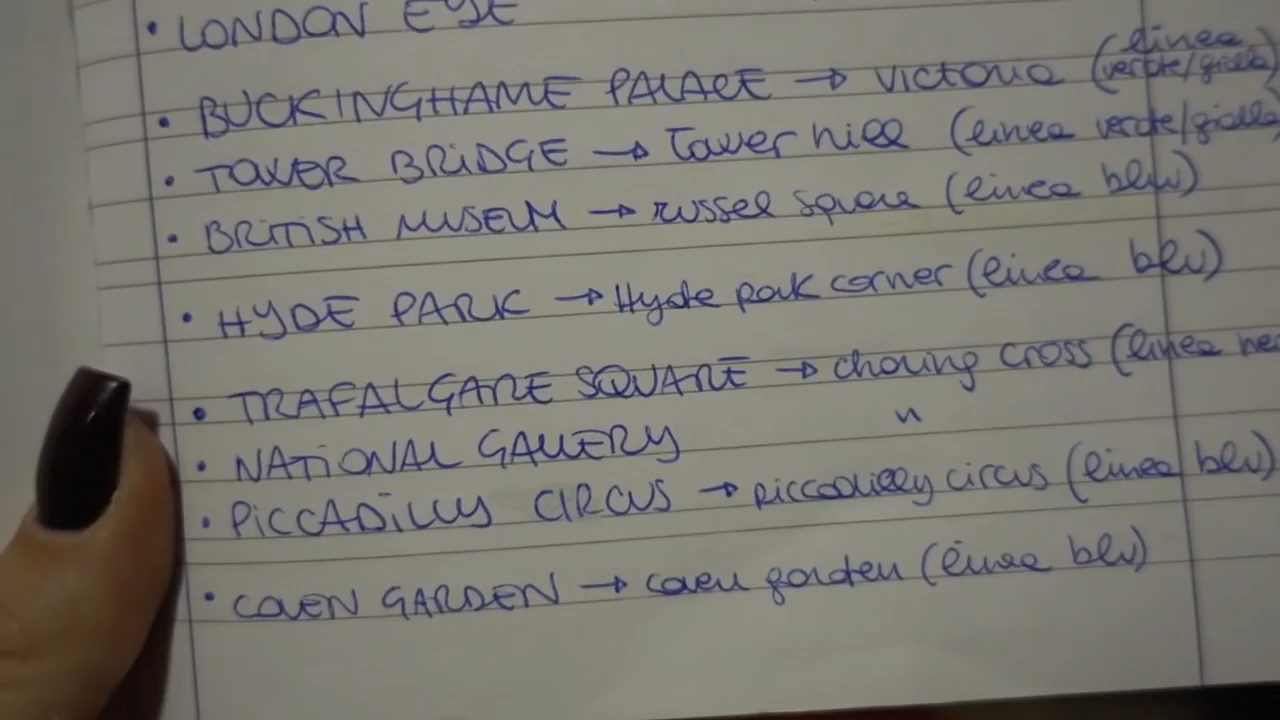 • LONDON EYE
• BUCKINGHAME PALACE → Victoria (linea verde/gialla)
• TOWER BRIDGE → Tower hill (linea verde/gialla
• BRITISH MUSEUM → russel square (linea blu)
• HYDE PARK → Hyde park corner (linea blu)
• TRAFALGARE SQUARE → charing cross (linea ne
• NATIONAL GALLERY "
• PICCADILLY CIRCUS → piccadilly circus (linea blu)
• COVEN GARDEN → coven garden (linea blu)